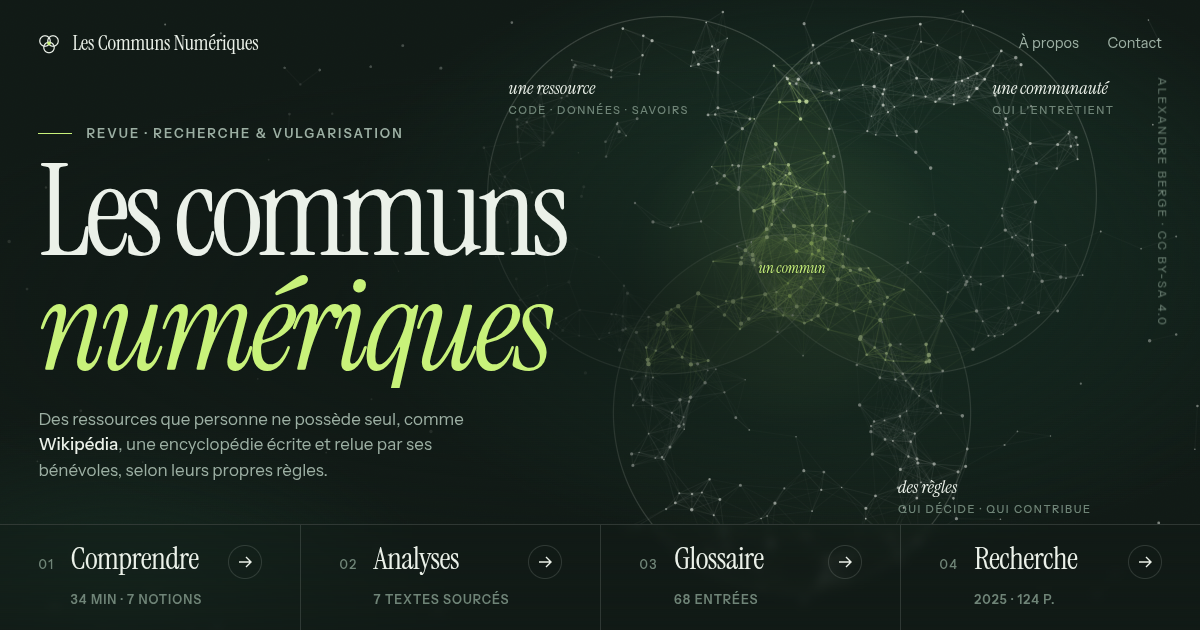 Les Communs Numériques
À propos
Contact
une ressource
CODE · DONNÉES · SAVOIRS
une communauté
QUI L'ENTRETIENT
ALEXANDRE BERGE CC BY-SA 4.0
REVUE · RECHERCHE & VULGARISATION
Les communs
numériques
un commun
Des ressources que personne ne possède seul, comme
Wikipédia, une encyclopédie écrite et relue par ses
bénévoles, selon leurs propres règles.
des règles
QUI DÉCIDE · QUI CONTRIBUE
01 Comprendre
34 MIN · 7 NOTIONS
02 Analyses
7 TEXTES SOURCÉS
03 Glossaire
68 ENTRÉES
04 Recherche
2025 · 124 P.